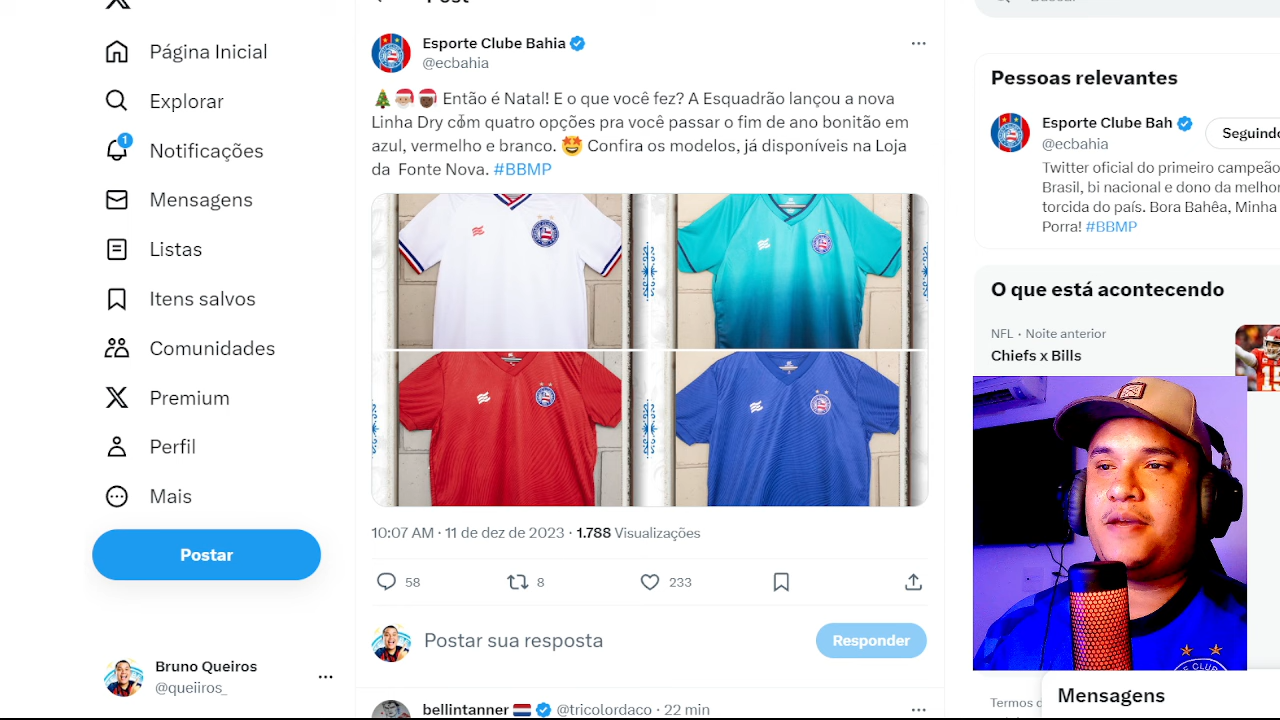 Post
Buscar
Página Inicial
Explorar
1
Notificações
Mensagens
Listas
Itens salvos
Comunidades
Premium
Perfil
Mais
Postar
Bruno Queiros
@queiiros_
Esporte Clube Bahia
@ecbahia
Então é Natal! E o que você fez? A Esquadrão lançou a nova
Linha Dry com quatro opções pra você passar o fim de ano bonitão em
azul, vermelho e branco. 🤩 Confira os modelos, já disponíveis na Loja
da Fonte Nova. #BBMP
10:07 AM · 11 de dez de 2023 · 1.788 Visualizações
58
8
233
Postar sua resposta
Responder
bellintanner @tricolordaco · 22 min
Pessoas relevantes
Esporte Clube Bah
@ecbahia
Seguindo
Twitter oficial do primeiro campeão
Brasil, bi nacional e dono da melhor
torcida do país. Bora Bahêa, Minha
Porra! #BBMP
O que está acontecendo
NFL · Noite anterior
Chiefs x Bills
E CLUB
Termos d
Mensagens